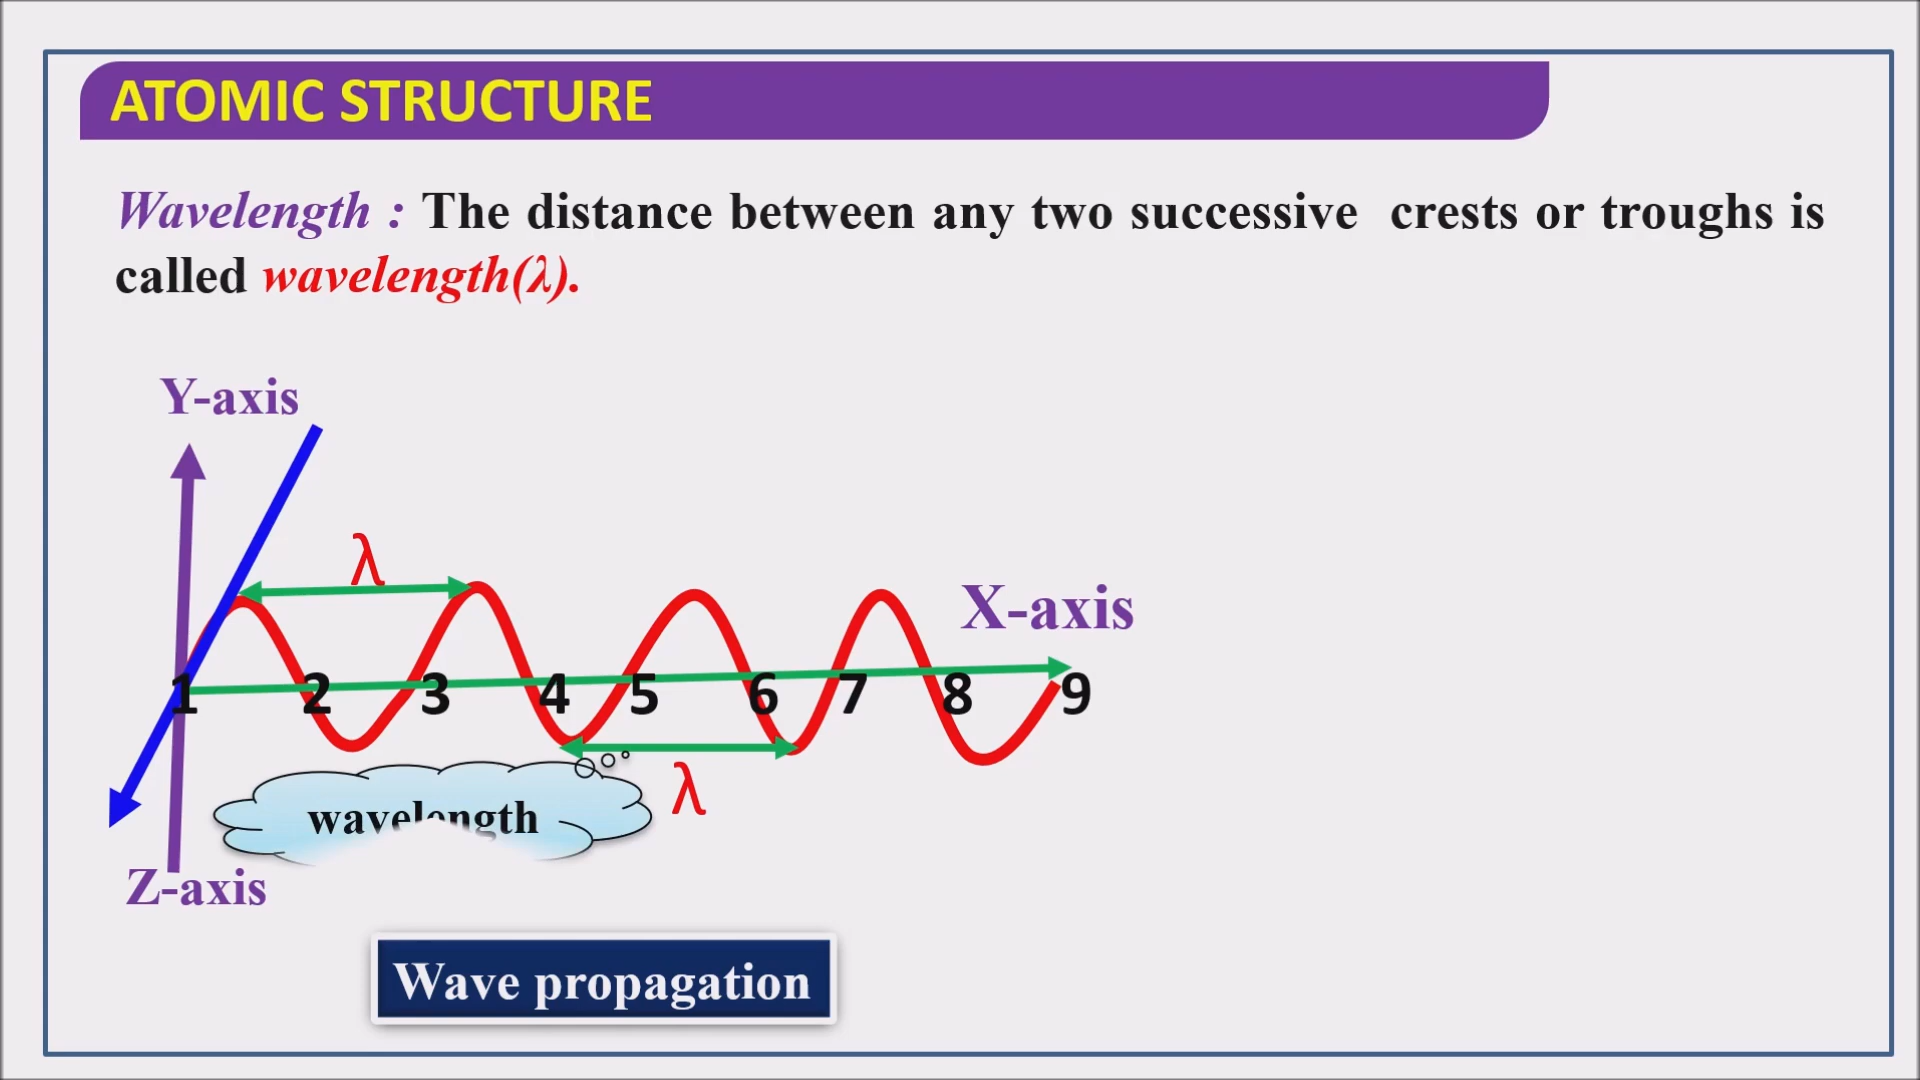 ATOMIC STRUCTURE
Wavelength : The distance between any two successive crests or troughs is
called wavelength(λ).
Y-axis
λ
X-axis
1 2 3 4 5 6 7 8 9
λ
wavelength
Z-axis
Wave propagation